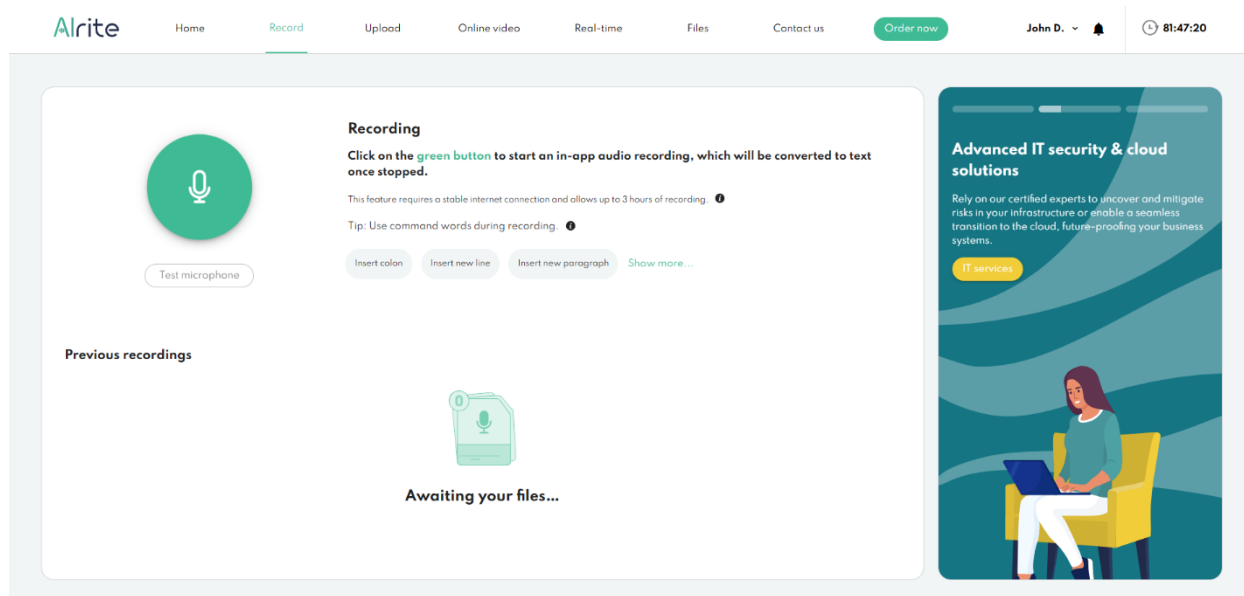 Alrite
Home
Record
Upload
Online video
Real-time
Files
Contact us
Order now
John D.
81:47:20
Recording
Click on the green button to start an in-app audio recording, which will be converted to text
once stopped.
This feature requires a stable internet connection and allows up to 3 hours of recording.
Tip: Use command words during recording.
Test microphone
Insert colon
Insert new line
Insert new paragraph
Show more...
Previous recordings
0
Awaiting your files...
Advanced IT security & cloud
solutions
Rely on our certified experts to uncover and mitigate
risks in your infrastructure or enable a seamless
transition to the cloud, future-proofing your business
systems.
IT services